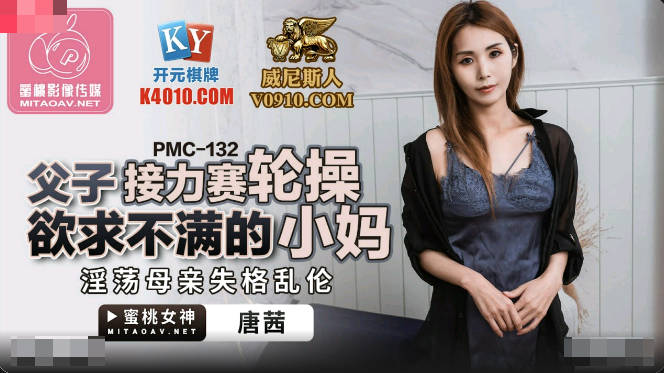 蜜桃影像传媒
MITAOAV.NET
KY
开元棋牌
K4010.COM
V
威尼斯人
V0910.COM
PMC-132
父子接力赛轮操
欲求不满的小妈
淫荡母亲失格乱伦
蜜桃女神
MITAOAV.NET
唐茜